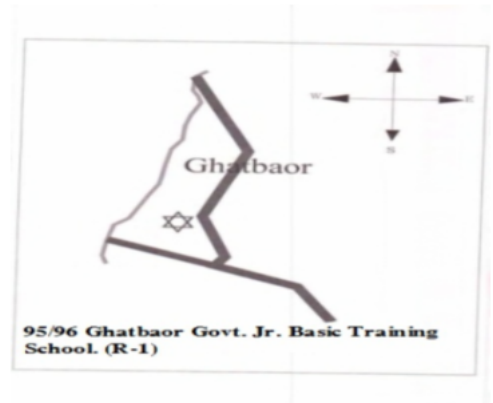 N
W E
S
Ghatbaor
95/96 Ghatbaor Govt. Jr. Basic Training
School. (R-1)